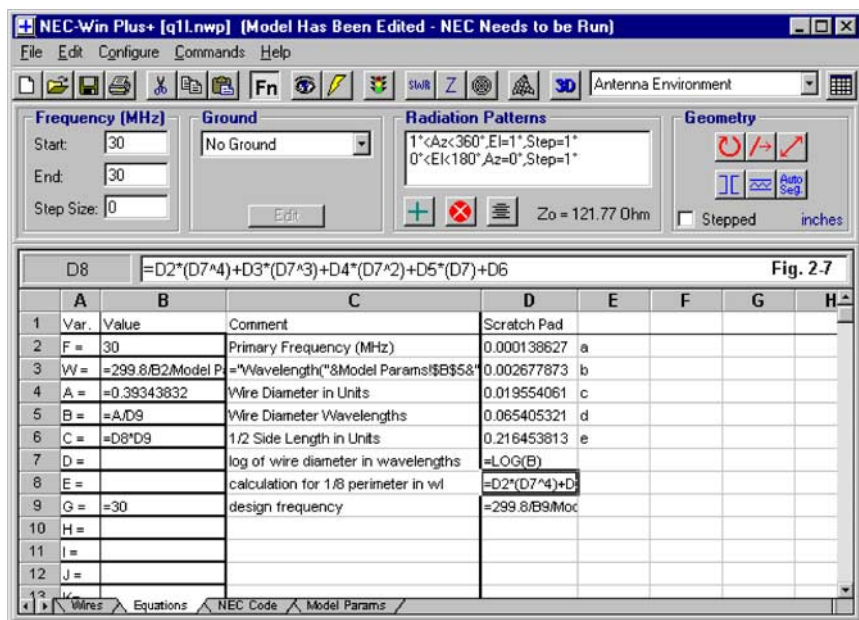 NEC-Win Plus+ [q1l.nwp] (Model Has Been Edited - NEC Needs to be Run)
File Edit Configure Commands Help
Fn SWR Z 3D Antenna Environment
Frequency (MHz)
Start: 30
End: 30
Step Size: 0
Ground
No Ground
Edit
Radiation Patterns
1°<Az<360°,El=1°,Step=1°
0°<El<180°,Az=0°,Step=1°
Zo = 121.77 Ohm
Geometry
Auto Seg.
Stepped inches
D8 =D2*(D7^4)+D3*(D7^3)+D4*(D7^2)+D5*(D7)+D6 Fig. 2-7
A B C D E F G H
1 Var. Value Comment Scratch Pad
2 F = 30 Primary Frequency (MHz) 0.000138627 a
3 W = =299.8/B2/Model Pa ="Wavelength("&Model Params!$B$5&" 0.002677873 b
4 A = =0.39343832 Wire Diameter in Units 0.019554061 c
5 B = =A/D9 Wire Diameter Wavelengths 0.065405321 d
6 C = =D8*D9 1/2 Side Length in Units 0.216453813 e
7 D = log of wire diameter in wavelengths =LOG(B)
8 E = calculation for 1/8 perimeter in wl =D2*(D7^4)+D
9 G = =30 design frequency =299.8/B9/Mod
10 H =
11 I =
12 J =
13 K=
Wires Equations NEC Code Model Params